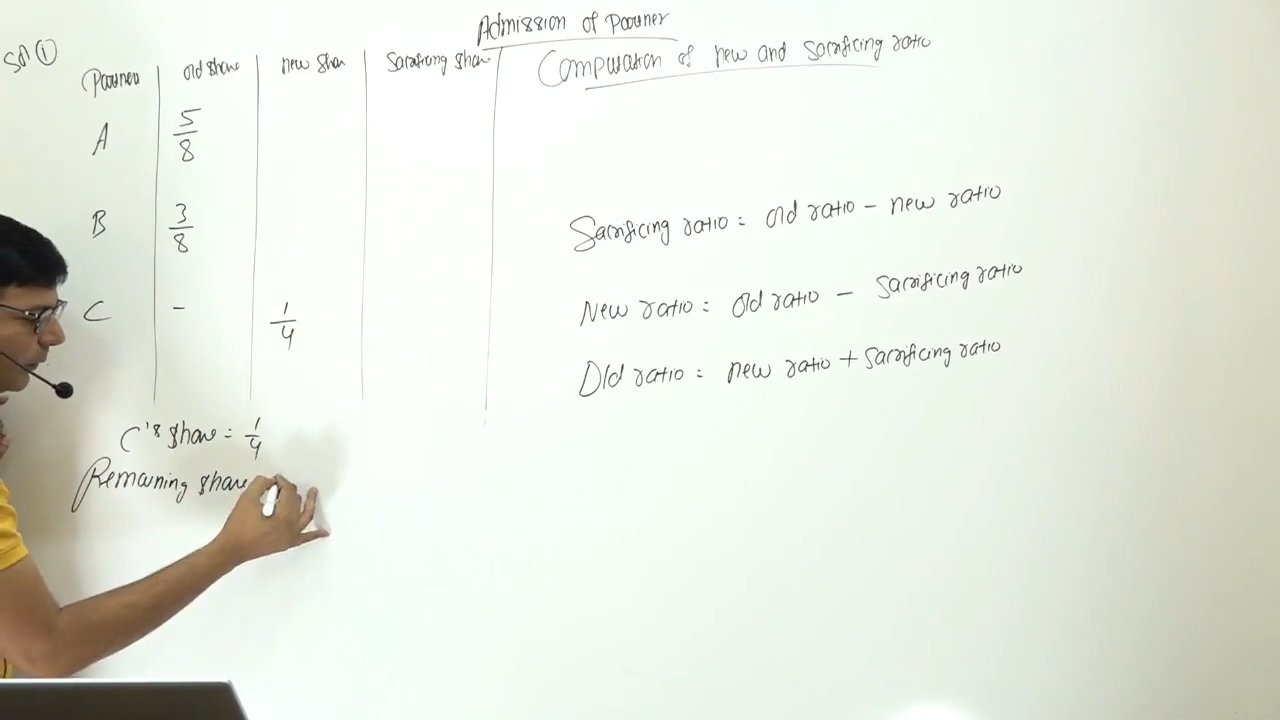 Admission of Partner
Computation of new and sacrificing ratio
Sol ①
Partner | old share | new share | Sacrificing share
A | 5/8
B | 3/8
C | - | 1/4
Sacrificing ratio = old ratio - new ratio
New ratio = old ratio - sacrificing ratio
Old ratio = new ratio + sacrificing ratio
C's share = 1/4
Remaining share